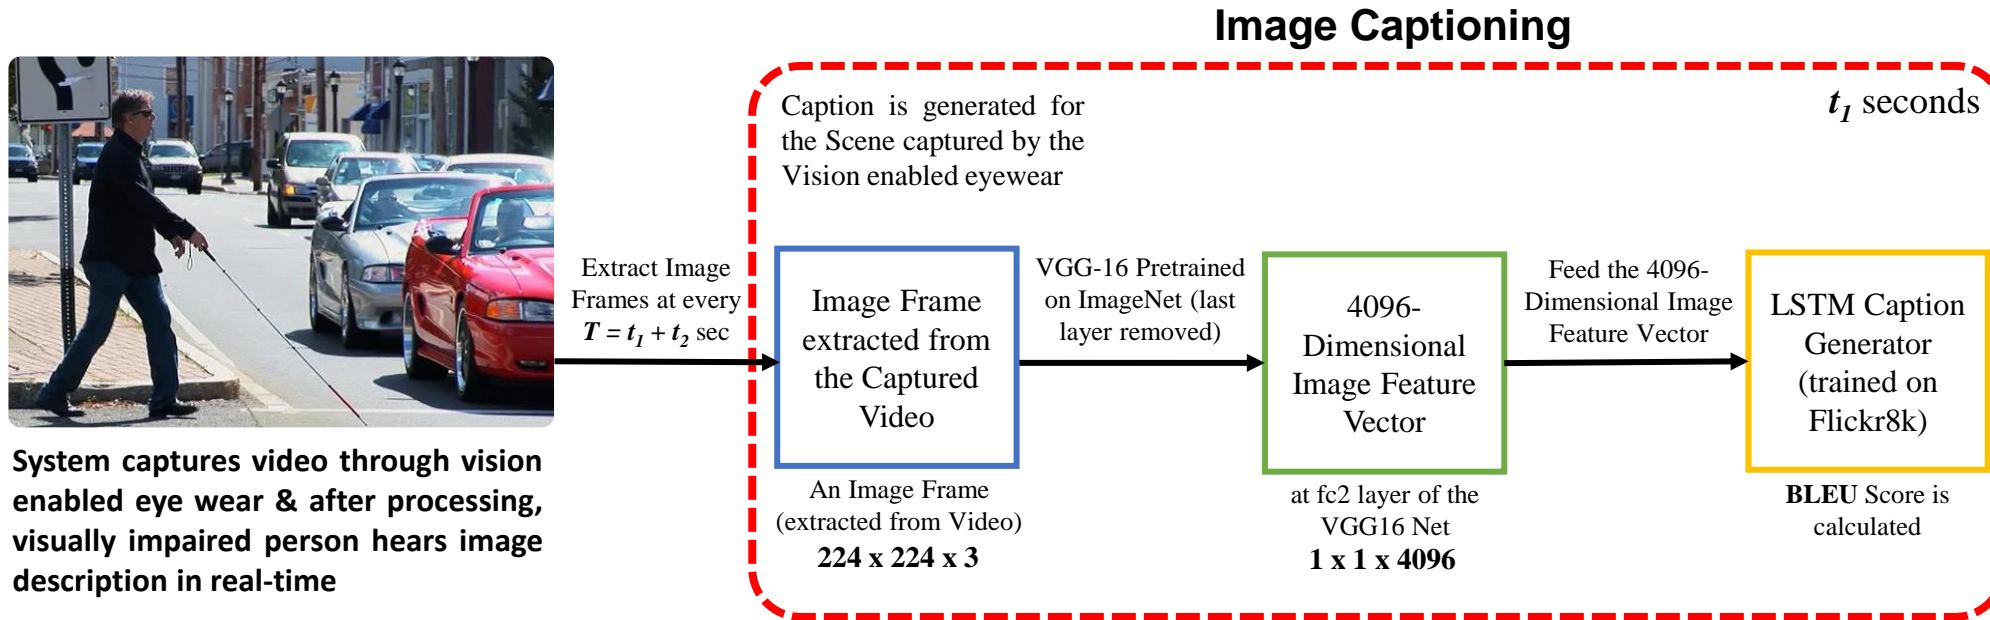 Image Captioning
Caption is generated for
the Scene captured by the
Vision enabled eyewear
t1 seconds
Extract Image
Frames at every
T = t1 + t2 sec
Image Frame
extracted from
the Captured
Video
An Image Frame
(extracted from Video)
224 x 224 x 3
VGG-16 Pretrained
on ImageNet (last
layer removed)
4096-
Dimensional
Image Feature
Vector
at fc2 layer of the
VGG16 Net
1 x 1 x 4096
Feed the 4096-
Dimensional Image
Feature Vector
LSTM Caption
Generator
(trained on
Flickr8k)
BLEU Score is
calculated
System captures video through vision
enabled eye wear & after processing,
visually impaired person hears image
description in real-time